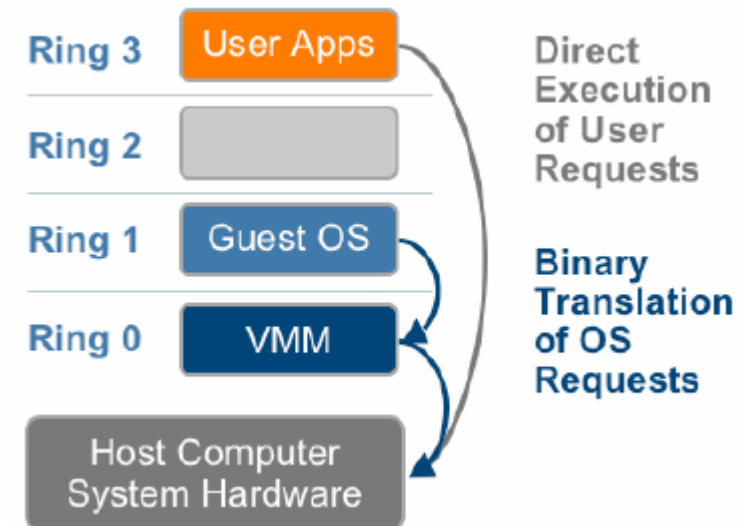 Ring 3
User Apps
Ring 2
Ring 1
Guest OS
Ring 0
VMM
Host Computer
System Hardware
Direct
Execution
of User
Requests
Binary
Translation
of OS
Requests